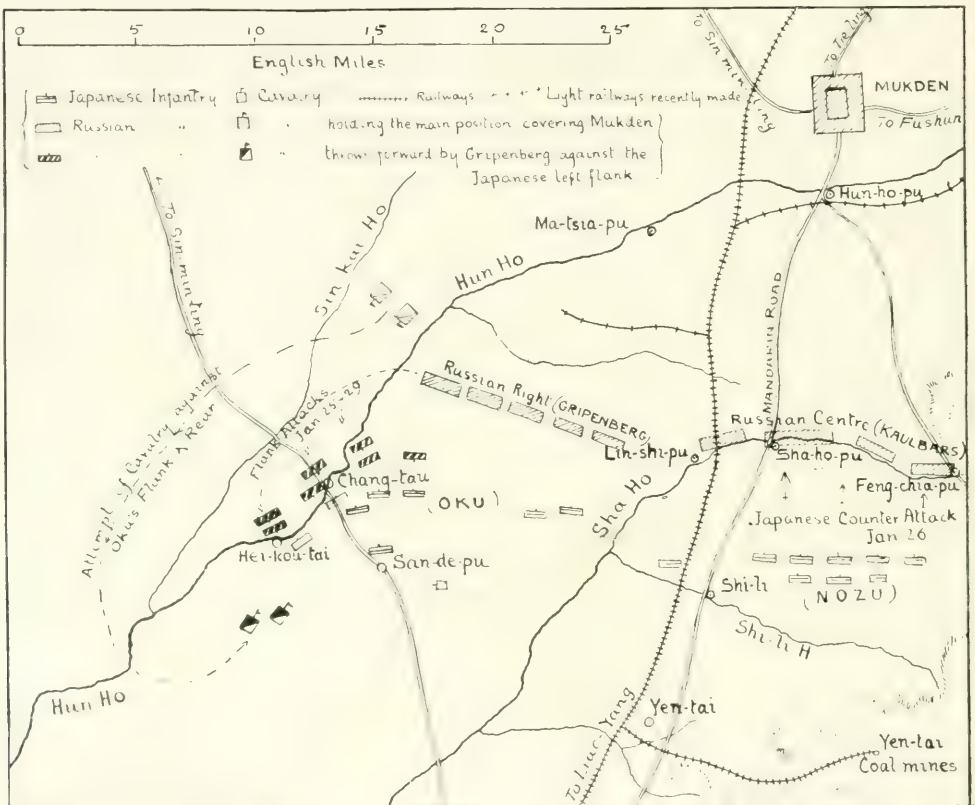 0 5 10 15 20 25
English Miles
Japanese Infantry Cavalry Railways Light railways recently made
Russian " " holding the main position covering Mukden
" " thrown forward by Gripenberg against the
Japanese left flank
To Sin min ting
To Tieling
MUKDEN
To Fushun
Hun-ho-pu
Ma-tsia-pu
Hun Ho
Sin kai Ho
To Sin-min ting
MANDARIN ROAD
Attempt of Cavalry against
Oku's Flank & Rear
Flank Attacks
Jan 25-29
Russian Right (GRIPENBERG)
Russian Centre (KAULBARS)
Lin-shi-pu
Sha-ho-pu
Feng-chia-pu
Chang-tau
(OKU)
Sha Ho
Japanese Counter Attack
Jan 26
Hei-kou-tai
San-de-pu
Shi-li
(NOZU)
Shi-li H
Hun Ho
Yen-tai
To Liao-Yang
Yen-tai
Coal mines